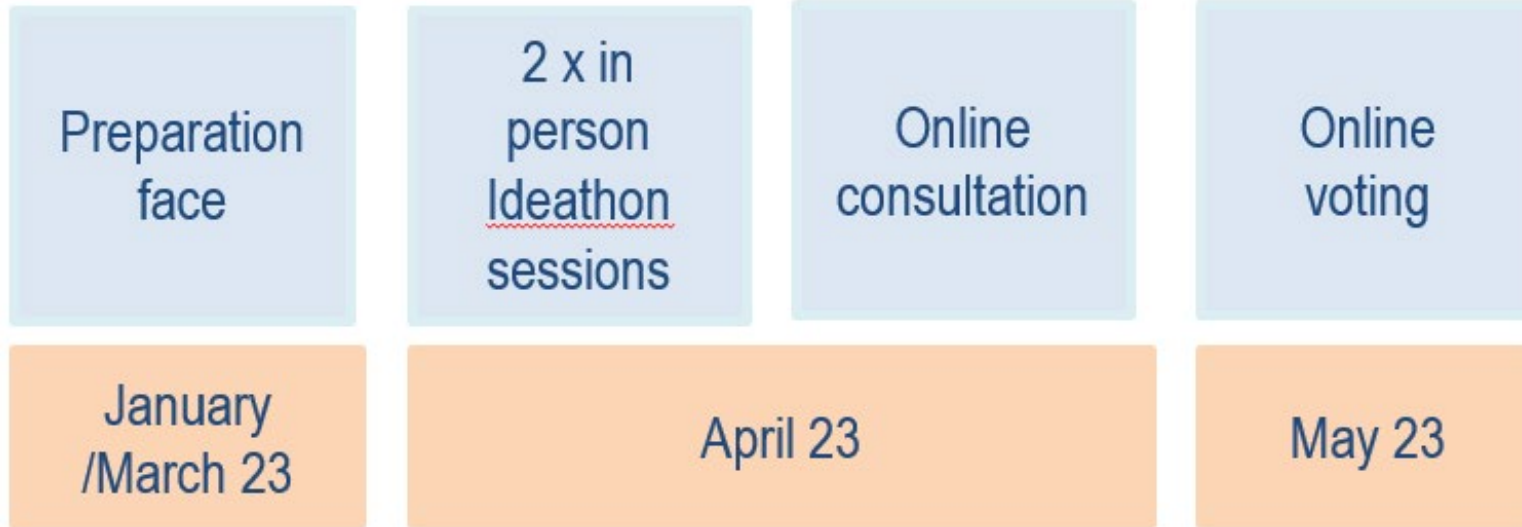 Preparation
face
2 x in
person
Ideathon
sessions
Online
consultation
Online
voting
January
/March 23
April 23
May 23